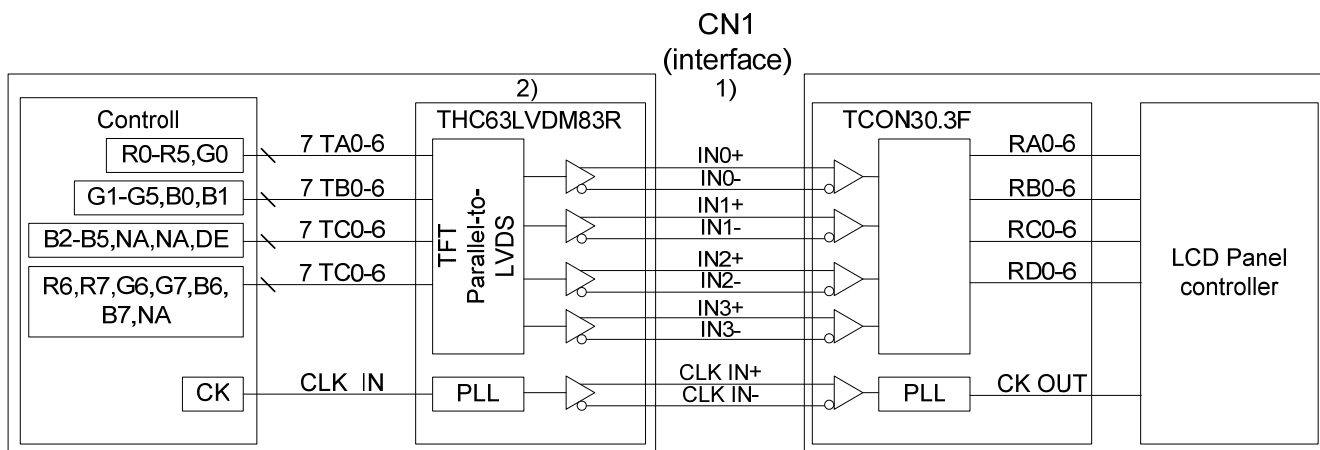 CN1
(interface)
1)
2)
Controll
R0-R5,G0
G1-G5,B0,B1
B2-B5,NA,NA,DE
R6,R7,G6,G7,B6,
B7,NA
CK
7 TA0-6
7 TB0-6
7 TC0-6
7 TC0-6
CLK IN
THC63LVDM83R
TFT
Parallel-to-
LVDS
PLL
IN0+
IN0-
IN1+
IN1-
IN2+
IN2-
IN3+
IN3-
CLK IN+
CLK IN-
TCON30.3F
PLL
RA0-6
RB0-6
RC0-6
RD0-6
CK OUT
LCD Panel
controller